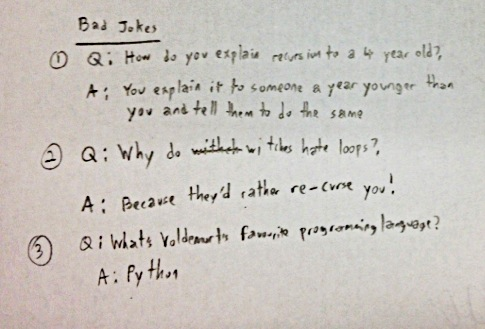 Bad Jokes
① Q: How do you explain recursion to a 4 year old?
A: You explain it to someone a year younger than
you and tell them to do the same
② Q: Why do witches hate loops?
A: Because they'd rather re-curse you!
③ Q: Whats Voldemorts favourite programming language?
A: Python